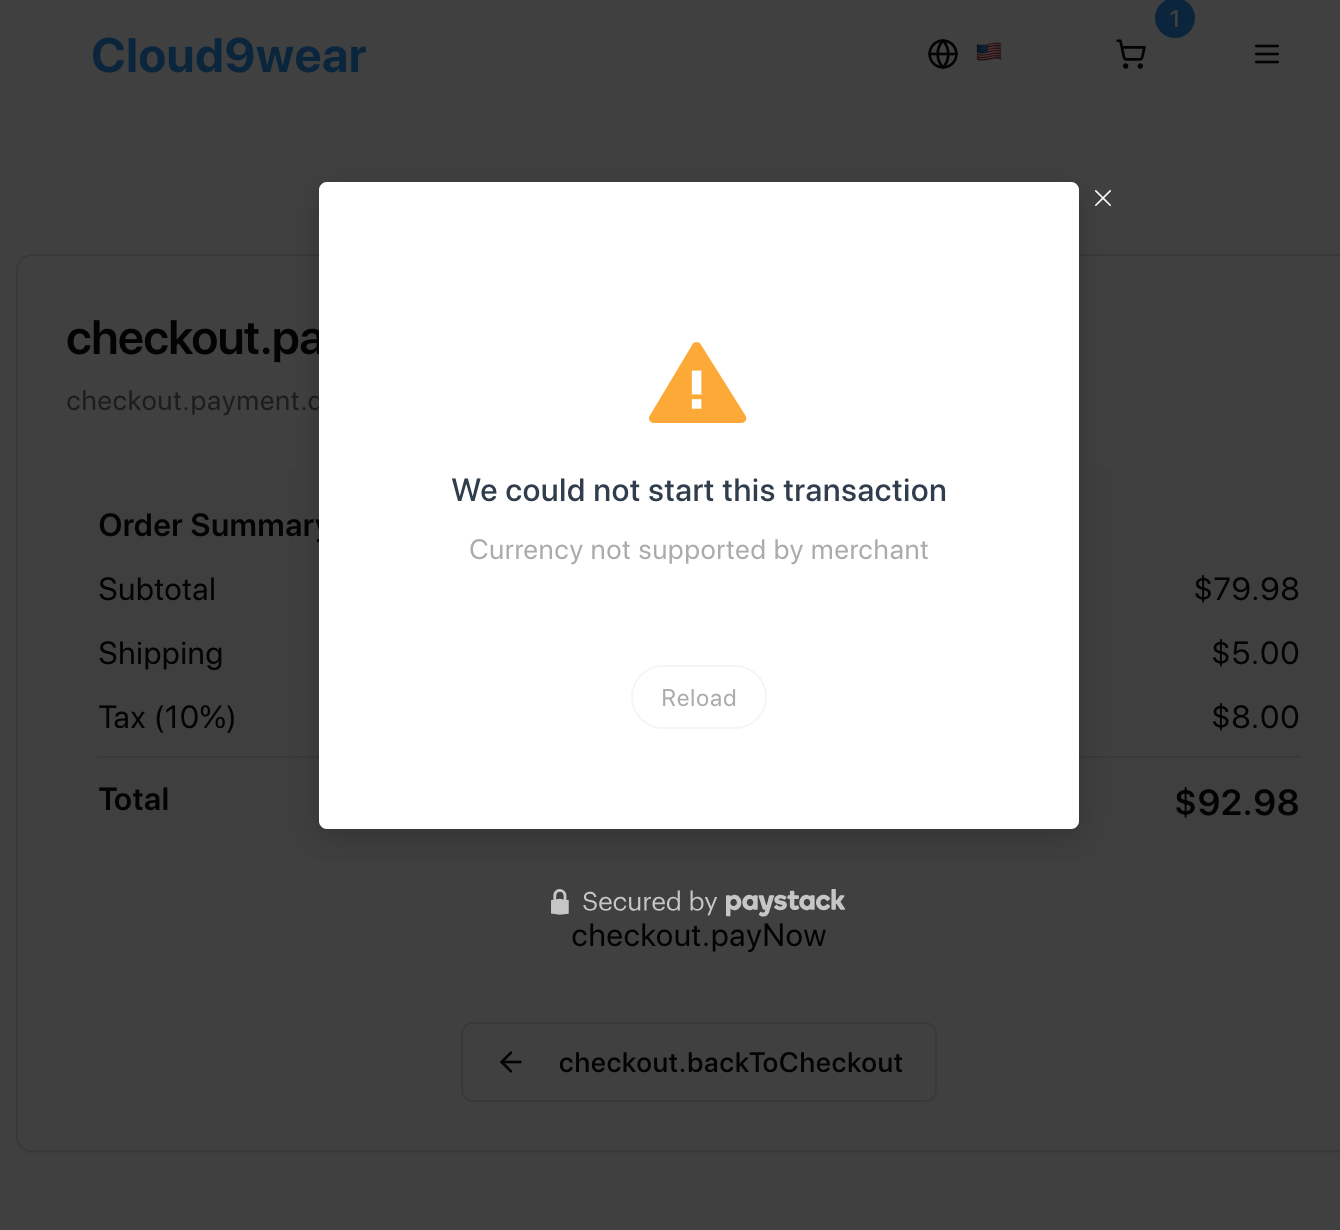 Cloud9wear
1
checkout.pa
checkout.payment.
We could not start this transaction
Currency not supported by merchant
Reload
Order Summary
Subtotal $79.98
Shipping $5.00
Tax (10%) $8.00
Total $92.98
Secured by paystack
checkout.payNow
checkout.backToCheckout